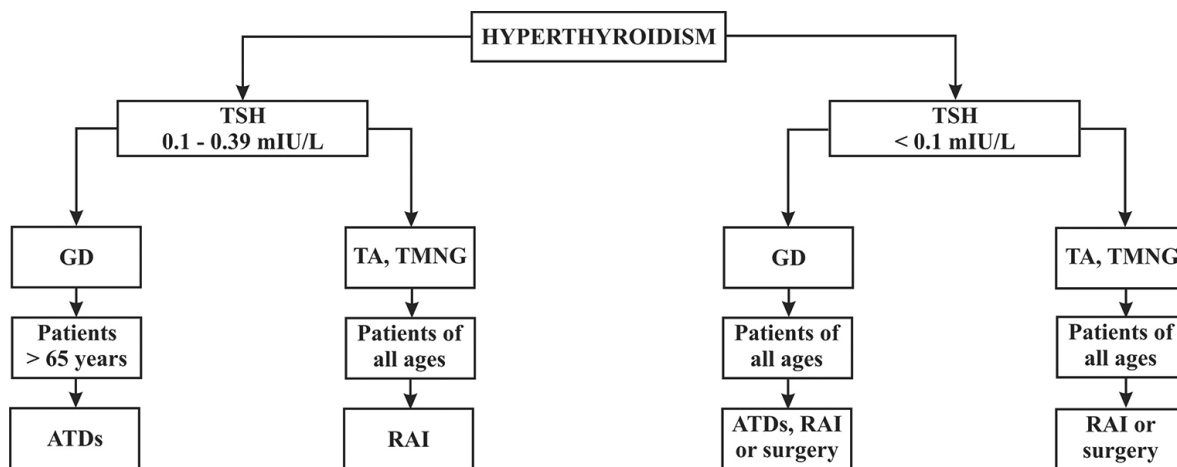 HYPERTHYROIDISM
TSH
0.1 - 0.39 mIU/L
TSH
< 0.1 mIU/L
GD
TA, TMNG
GD
TA, TMNG
Patients
> 65 years
Patients of
all ages
Patients of
all ages
Patients of
all ages
ATDs
RAI
ATDs, RAI
or surgery
RAI or
surgery